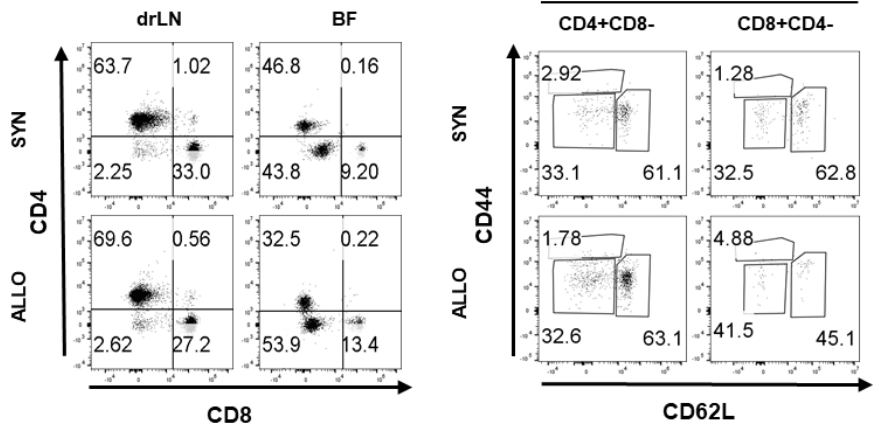 drLN BF
CD4+CD8- CD8+CD4-
SYN
63.7 1.02
2.25 33.0
46.8 0.16
43.8 9.20
ALLO
69.6 0.56
2.62 27.2
32.5 0.22
53.9 13.4
CD4
CD8
SYN
2.92
33.1 61.1
1.28
32.5 62.8
ALLO
1.78
32.6 63.1
4.88
41.5 45.1
CD44
CD62L